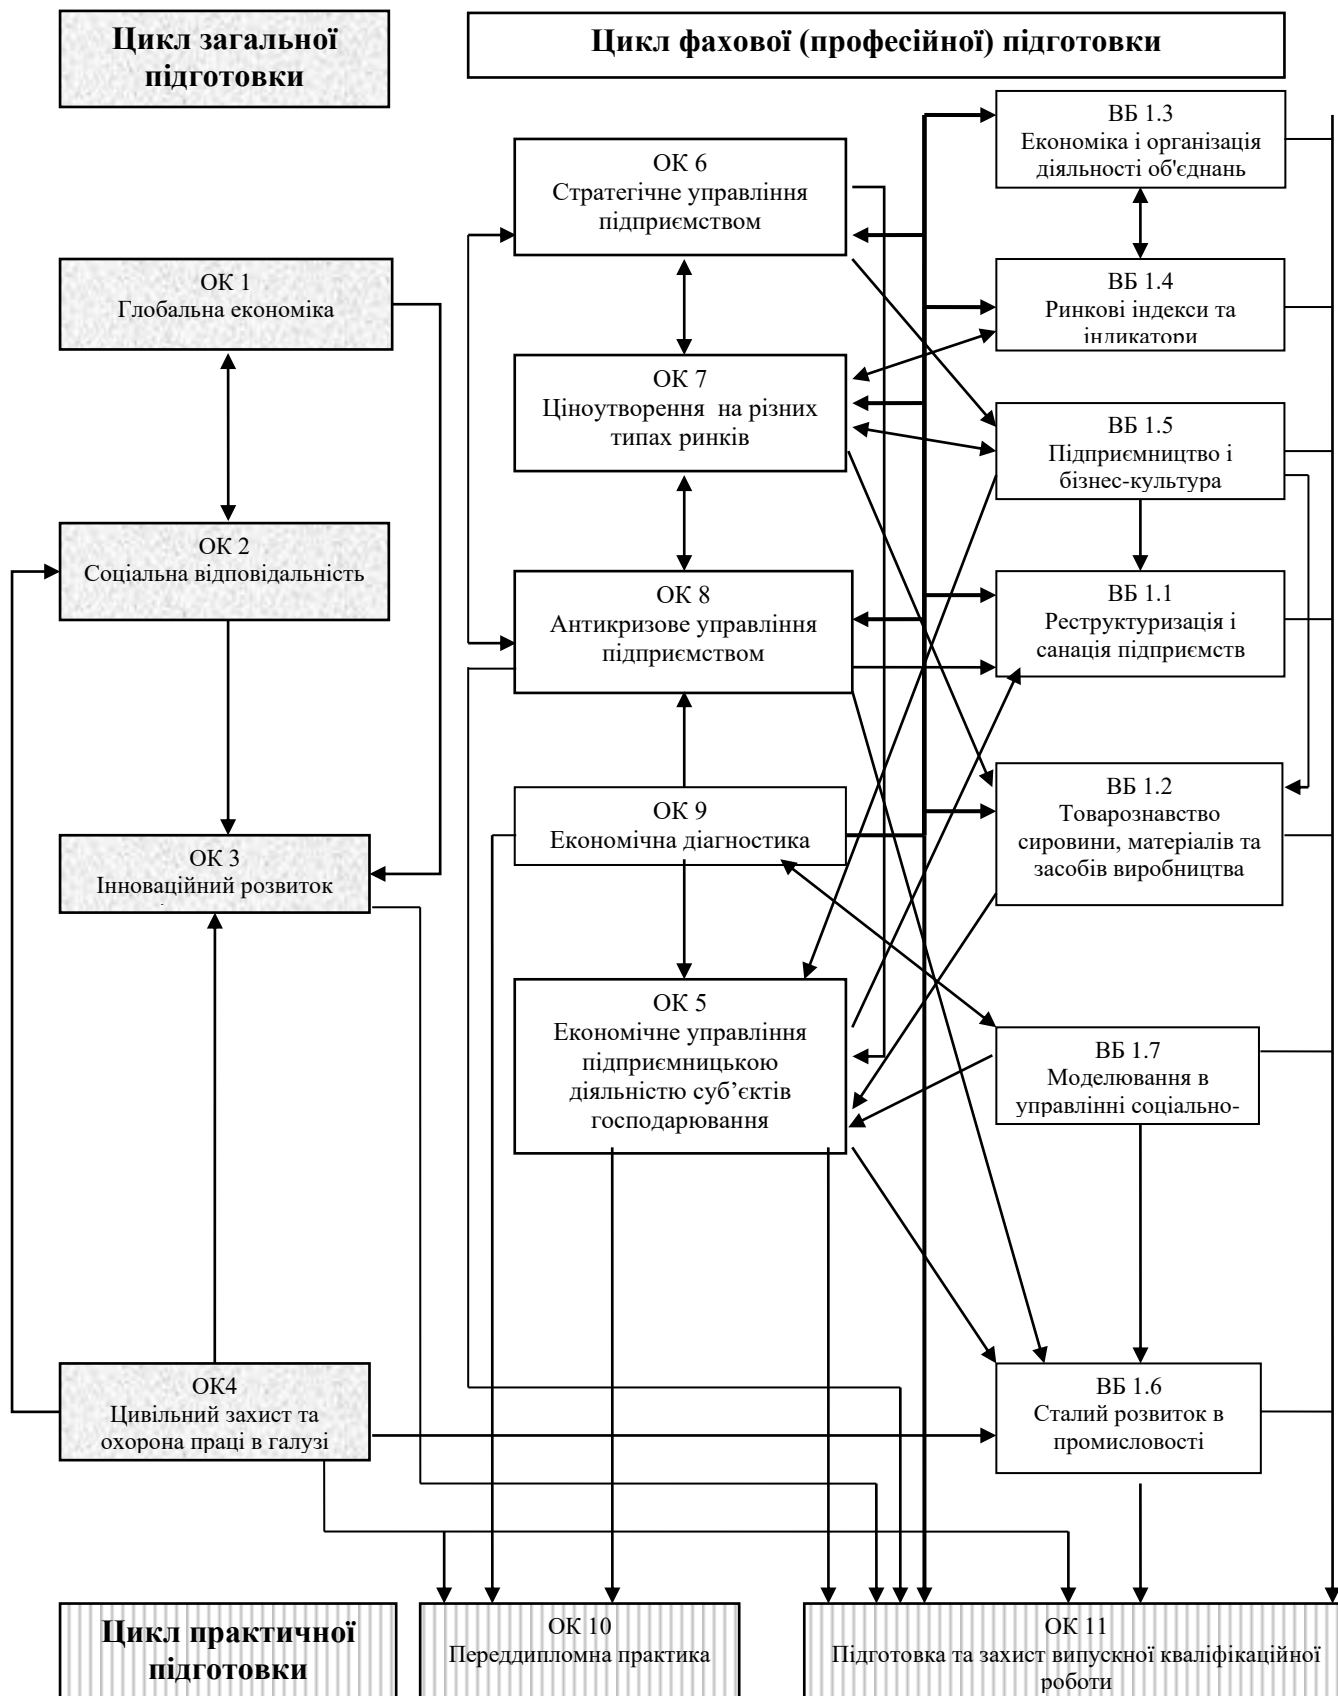 Цикл загальної
підготовки
Цикл фахової (професійної) підготовки
ОК 1
Глобальна економіка
ОК 2
Соціальна відповідальність
ОК 3
Інноваційний розвиток
ОК4
Цивільний захист та
охорона праці в галузі
ОК 6
Стратегічне управління
підприємством
ОК 7
Ціноутворення на різних
типах ринків
ОК 8
Антикризове управління
підприємством
ОК 9
Економічна діагностика
ОК 5
Економічне управління
підприємницькою
діяльністю суб’єктів
господарювання
ВБ 1.3
Економіка і організація
діяльності об'єднань
ВБ 1.4
Ринкові індекси та
індикатори
ВБ 1.5
Підприємництво і
бізнес-культура
ВБ 1.1
Реструктуризація і
санація підприємств
ВБ 1.2
Товарознавство
сировини, матеріалів та
засобів виробництва
ВБ 1.7
Моделювання в
управлінні соціально-
ВБ 1.6
Сталий розвиток в
промисловості
Цикл практичної
підготовки
ОК 10
Переддипломна практика
ОК 11
Підготовка та захист випускної кваліфікаційної
роботи